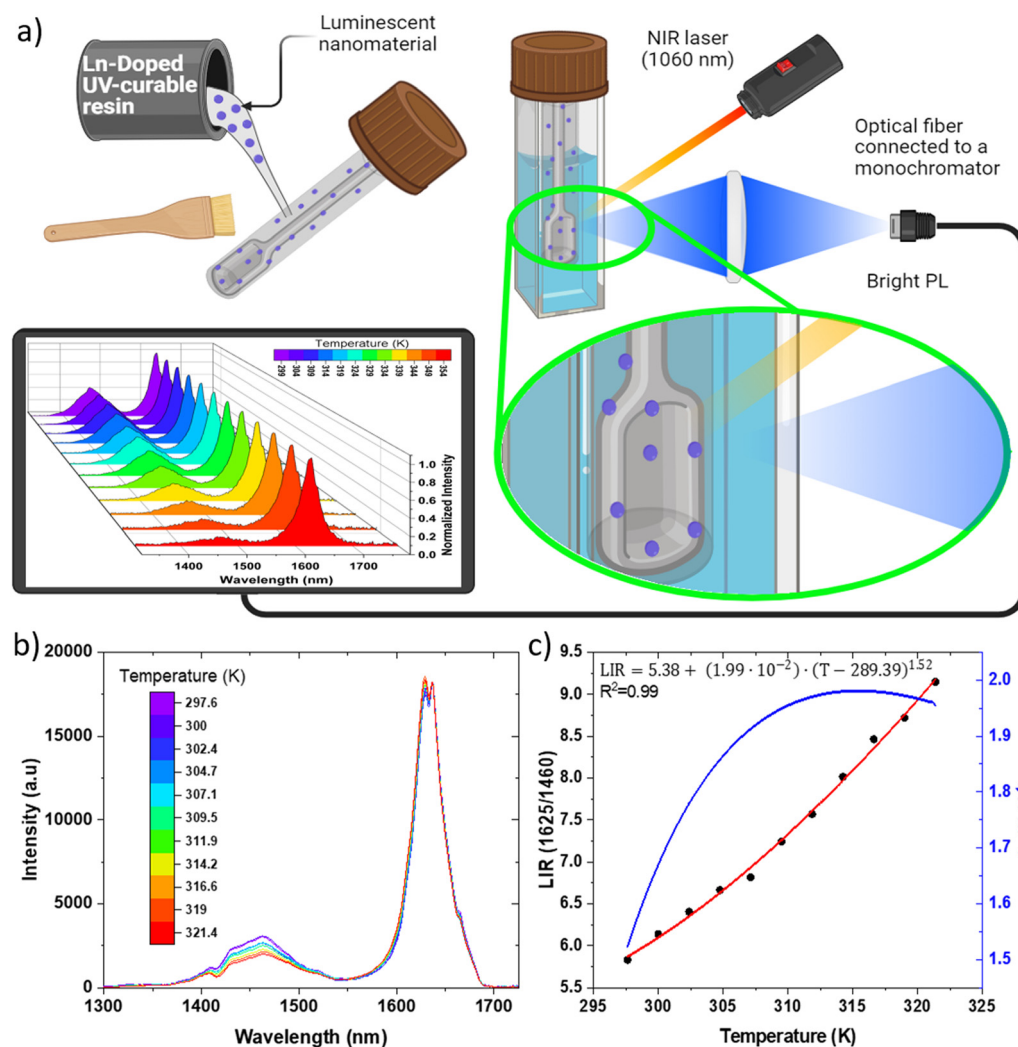 a)
Luminescent
nanomaterial
Ln-Doped
UV-curable
resin
NIR laser
(1060 nm)
Optical fiber
connected to a
monochromator
Bright PL
Temperature (K)
299 304 309 314 319 324 329 334 339 344 349 354
1.0
0.8
0.6
0.4
0.2
0.0
Normalized Intensity
1400 1500 1600 1700
Wavelength (nm)
b)
20000
15000
10000
5000
0
Intensity (a.u)
Temperature (K)
297.6
300
302.4
304.7
307.1
309.5
311.9
314.2
316.6
319
321.4
1300 1400 1500 1600 1700
Wavelength (nm)
c)
LIR = 5.38 + (1.99 · 10⁻²) · (T − 289.39)^1.52
R²=0.99
9.5
9.0
8.5
8.0
7.5
7.0
6.5
6.0
5.5
LIR (1625/1460)
2.0
1.9
1.8
1.7
1.6
1.5
295 300 305 310 315 320 325
Temperature (K)